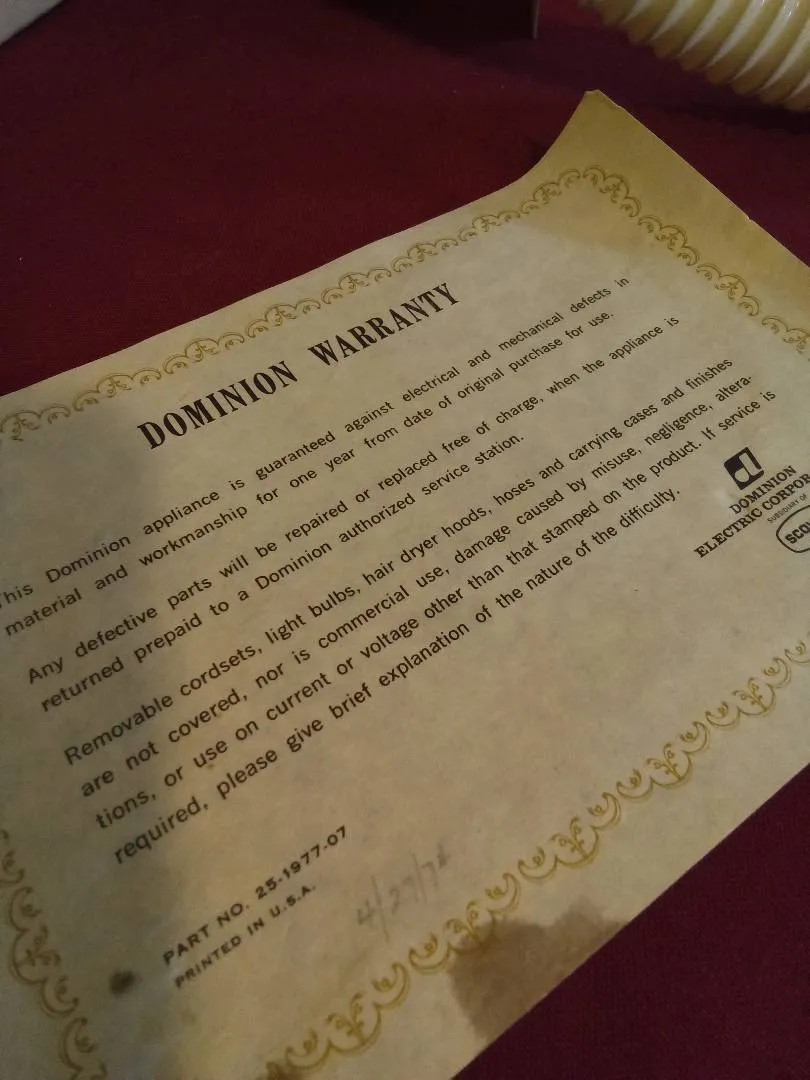 DOMINION WARRANTY
This Dominion appliance is guaranteed against electrical and mechanical defects in
material and workmanship for one year from date of original purchase for use.
Any defective parts will be repaired or replaced free of charge, when the appliance is
returned prepaid to a Dominion authorized service station.
Removable cordsets, light bulbs, hair dryer hoods, hoses and carrying cases and finishes
are not covered, nor is commercial use, damage caused by misuse, negligence, altera-
tions, or use on current or voltage other than that stamped on the product. If service is
required, please give brief explanation of the nature of the difficulty.
d
DOMINION
ELECTRIC CORPOR
SUBSIDIARY OF
SCO
PART NO. 25-1977-07
PRINTED IN U.S.A.